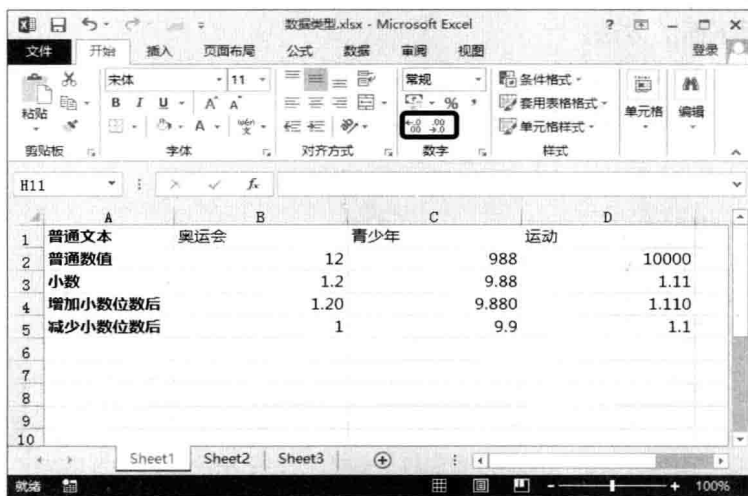 数据类型.xlsx - Microsoft Excel ?
文件 开始 插入 页面布局 公式 数据 审阅 视图 登录
粘贴 宋体 11 常规 条件格式
B I U A A % 套用表格格式 单元格 编辑
A wén 文 .0 .00 .00 .0 单元格样式
剪贴板 字体 对齐方式 数字 样式
H11 fx
A B C D
1 普通文本 奥运会 青少年 运动
2 普通数值 12 988 10000
3 小数 1.2 9.88 1.11
4 增加小数位数后 1.20 9.880 1.110
5 减少小数位数后 1 9.9 1.1
6
7
8
9
10
Sheet1 Sheet2 Sheet3
就绪 100%